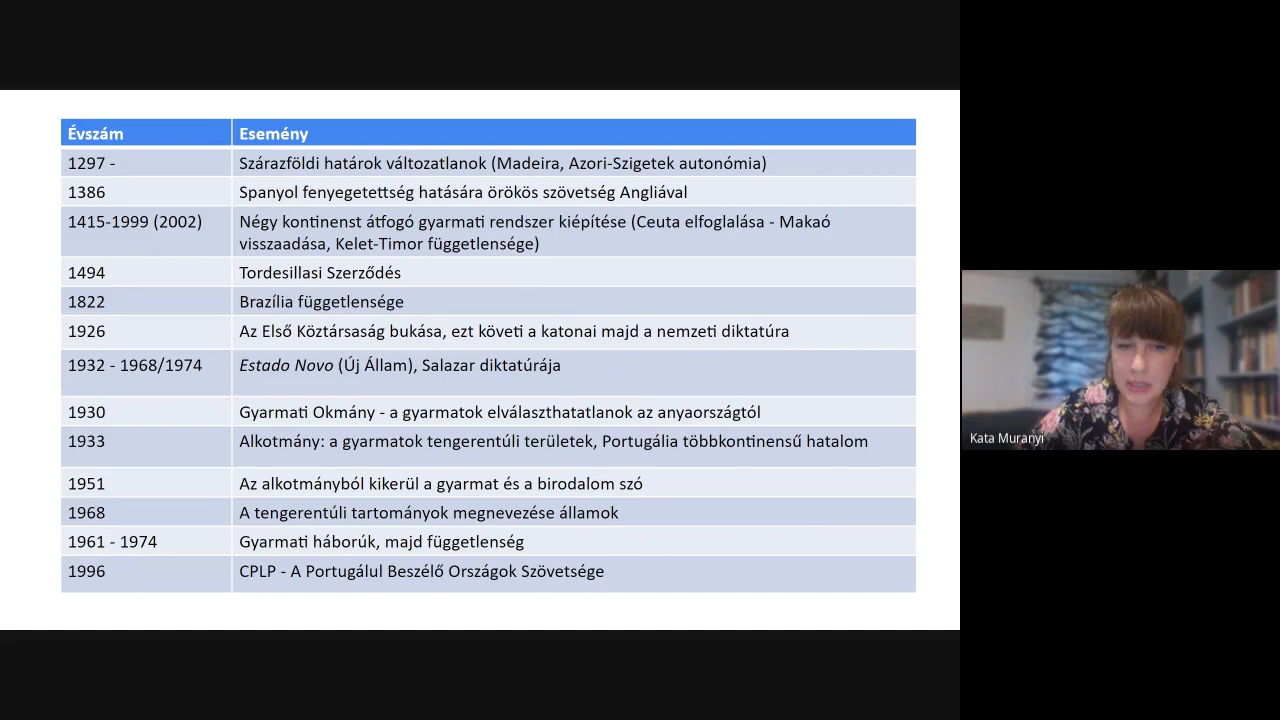 Évszám Esemény
1297 - Szárazföldi határok változatlanok (Madeira, Azori-Szigetek autonómia)
1386 Spanyol fenyegetettség hatására örökös szövetség Angliával
1415-1999 (2002) Négy kontinenst átfogó gyarmati rendszer kiépítése (Ceuta elfoglalása - Makaó
visszaadása, Kelet-Timor függetlensége)
1494 Tordesillasi Szerződés
1822 Brazília függetlensége
1926 Az Első Köztársaság bukása, ezt követi a katonai majd a nemzeti diktatúra
1932 - 1968/1974 Estado Novo (Új Állam), Salazar diktatúrája
1930 Gyarmati Okmány - a gyarmatok elválaszthatatlanok az anyaországtól
1933 Alkotmány: a gyarmatok tengerentúli területek, Portugália többkontinensű hatalom
1951 Az alkotmányból kikerül a gyarmat és a birodalom szó
1968 A tengerentúli tartományok megnevezése államok
1961 - 1974 Gyarmati háborúk, majd függetlenség
1996 CPLP - A Portugálul Beszélő Országok Szövetsége
Kata Muranyi